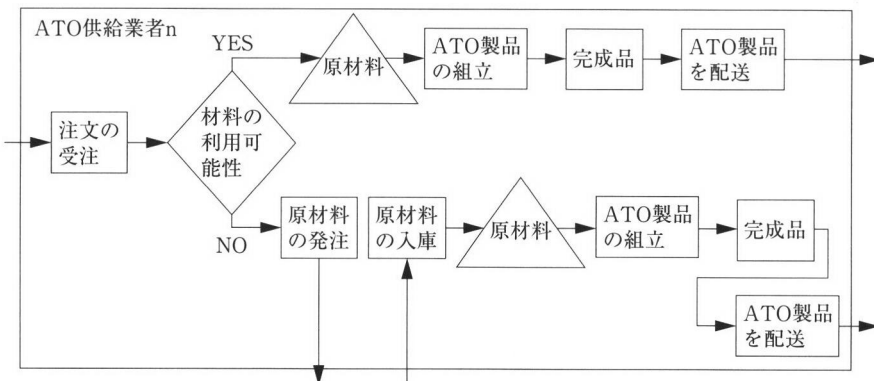 ATO供給業者n
YES
原材料
ATO製品
の組立
完成品
ATO製品
を配送
注文の
受注
材料の
利用可
能性
NO
原材料
の発注
原材料
の入庫
原材料
ATO製品
の組立
完成品
ATO製品
を配送